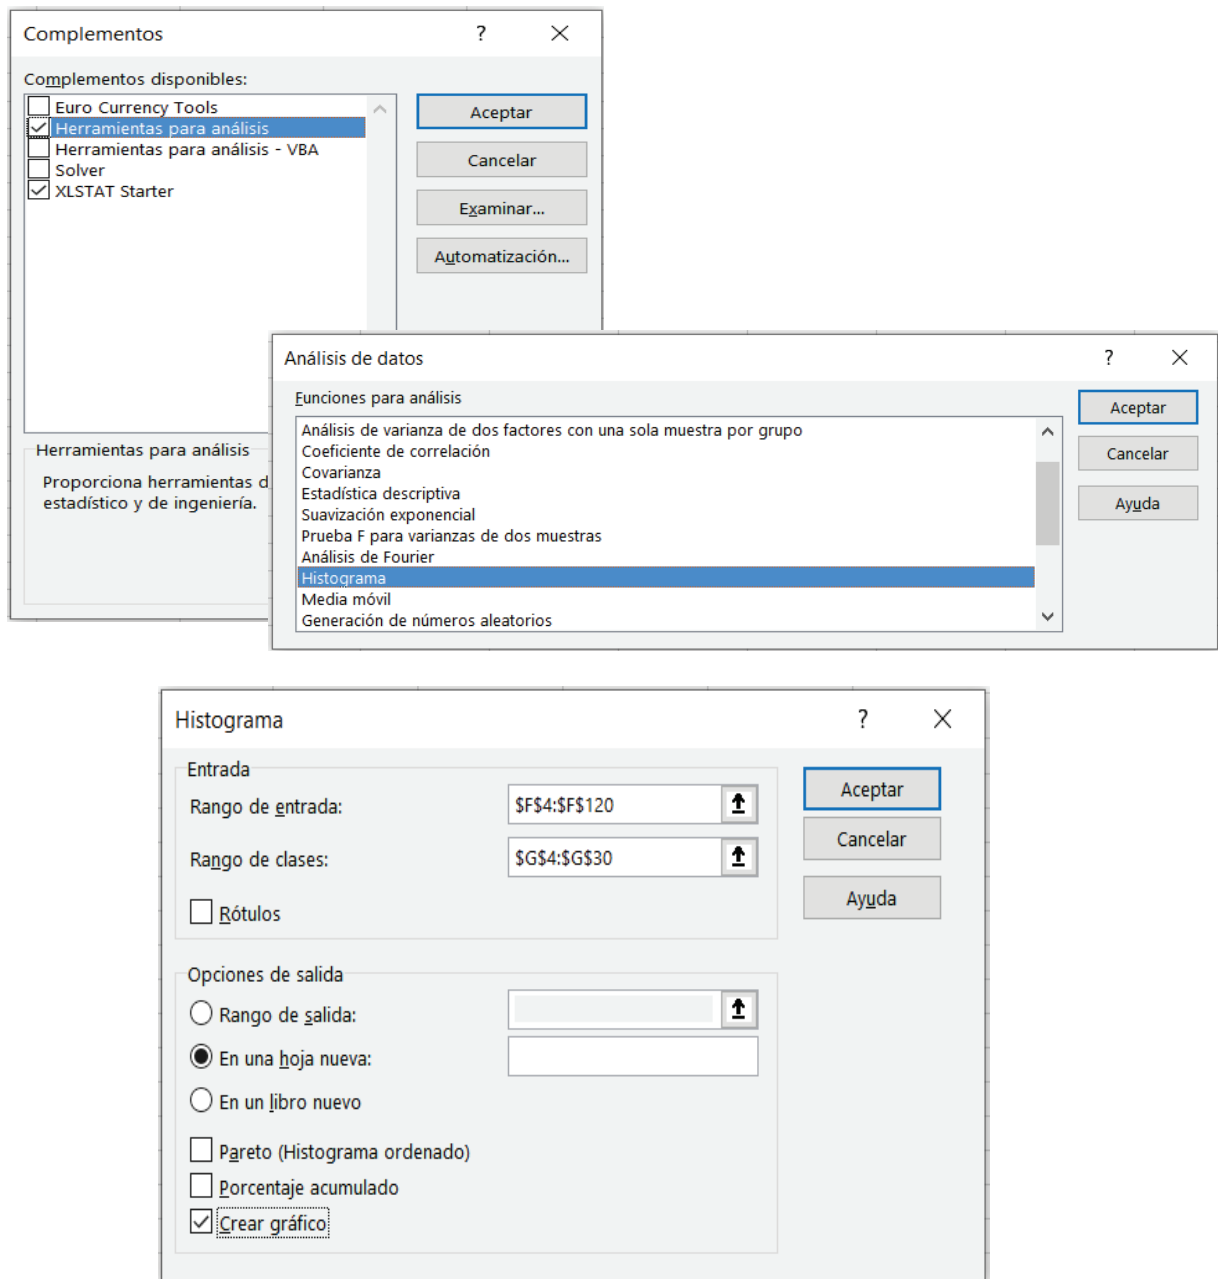 Complementos
?
Complementos disponibles:
Euro Currency Tools
Herramientas para análisis
Herramientas para análisis - VBA
Solver
XLSTAT Starter
Aceptar
Cancelar
Examinar...
Automatización...
Herramientas para análisis
Proporciona herramientas d
estadístico y de ingeniería.
Análisis de datos
?
Funciones para análisis
Análisis de varianza de dos factores con una sola muestra por grupo
Coeficiente de correlación
Covarianza
Estadística descriptiva
Suavización exponencial
Prueba F para varianzas de dos muestras
Análisis de Fourier
Histograma
Media móvil
Generación de números aleatorios
Aceptar
Cancelar
Ayuda
Histograma
?
Entrada
Rango de entrada:
$F$4:$F$120
Rango de clases:
$G$4:$G$30
Rótulos
Aceptar
Cancelar
Ayuda
Opciones de salida
Rango de salida:
En una hoja nueva:
En un libro nuevo
Pareto (Histograma ordenado)
Porcentaje acumulado
Crear gráfico